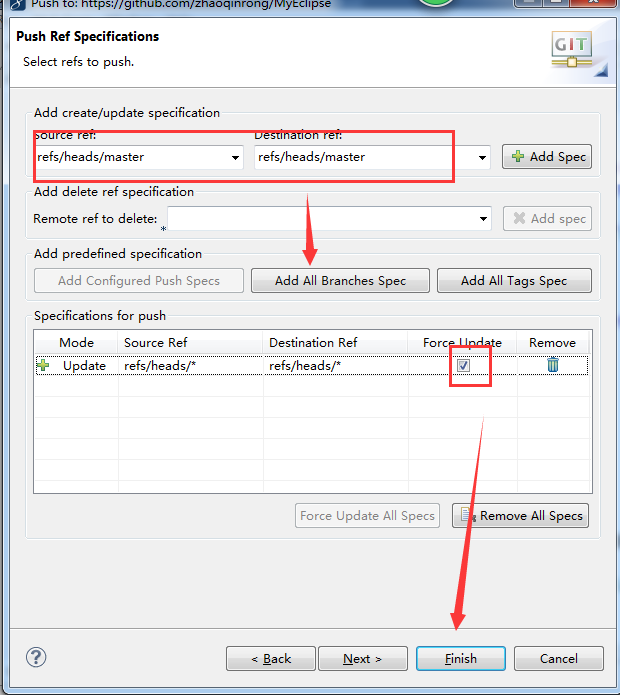 Push to: https://github.com/zhaoqinrong/MyEclipse
Push Ref Specifications
Select refs to push.
GIT
Add create/update specification
Source ref: Destination ref:
refs/heads/master refs/heads/master Add Spec
Add delete ref specification
Remote ref to delete: * Add spec
Add predefined specification
Add Configured Push Specs Add All Branches Spec Add All Tags Spec
Specifications for push
Mode Source Ref Destination Ref Force Update Remove
Update refs/heads/* refs/heads/*
Force Update All Specs Remove All Specs
? < Back Next > Finish Cancel